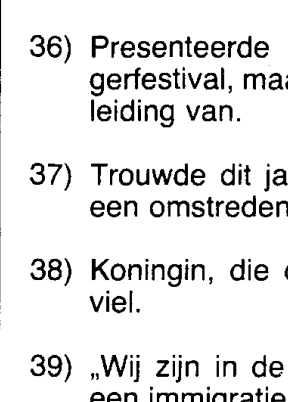 36) Presenteerde
gerfestival, maa
leiding van.
37) Trouwde dit ja
een omstreden
38) Koningin, die
viel.
39) „Wij zijn in de
een immigratie